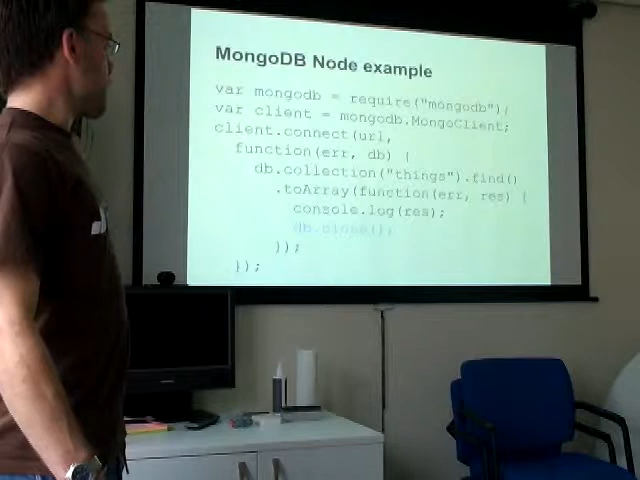 MongoDB Node example
var mongodb = require("mongodb"){
var client = mongodb.MongoClient;
client.connect(url,
function(err, db) {
db.collection("things").find()
.toArray(function(err, res) {
console.log(res);
db.close();
});
});